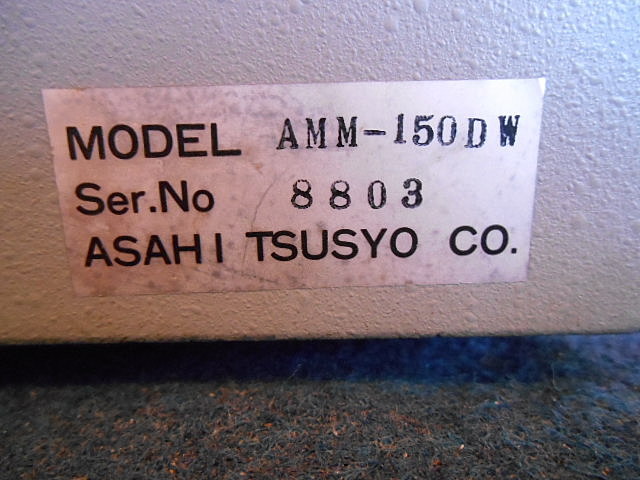 MODEL AMM-150DW
Ser.No 8803
ASAHI TSUSYO CO.